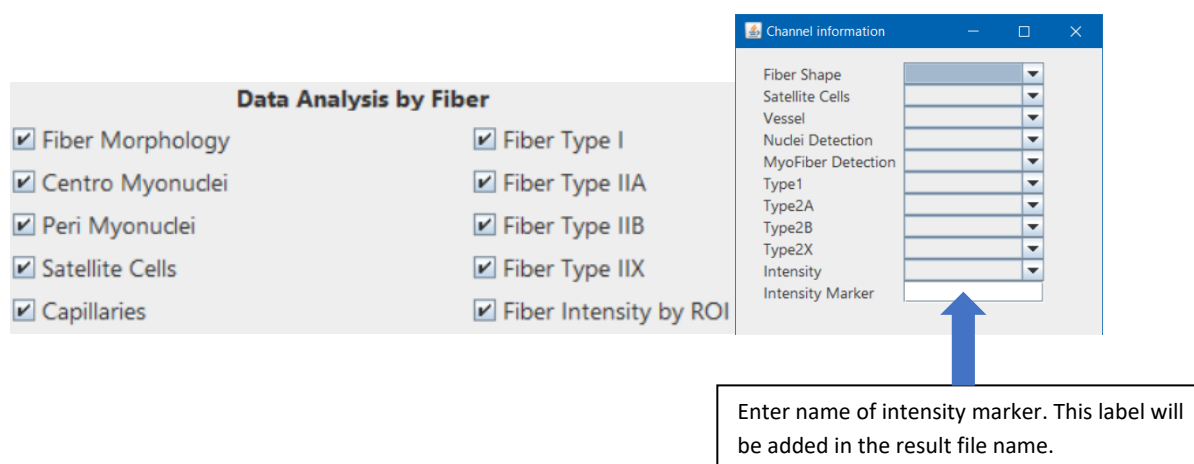 Data Analysis by Fiber
Fiber Morphology
Fiber Type I
Centro Myonuclei
Fiber Type IIA
Peri Myonuclei
Fiber Type IIB
Satellite Cells
Fiber Type IIX
Capillaries
Fiber Intensity by ROI
Channel information
Fiber Shape
Satellite Cells
Vessel
Nuclei Detection
MyoFiber Detection
Type1
Type2A
Type2B
Type2X
Intensity
Intensity Marker
Enter name of intensity marker. This label will
be added in the result file name.